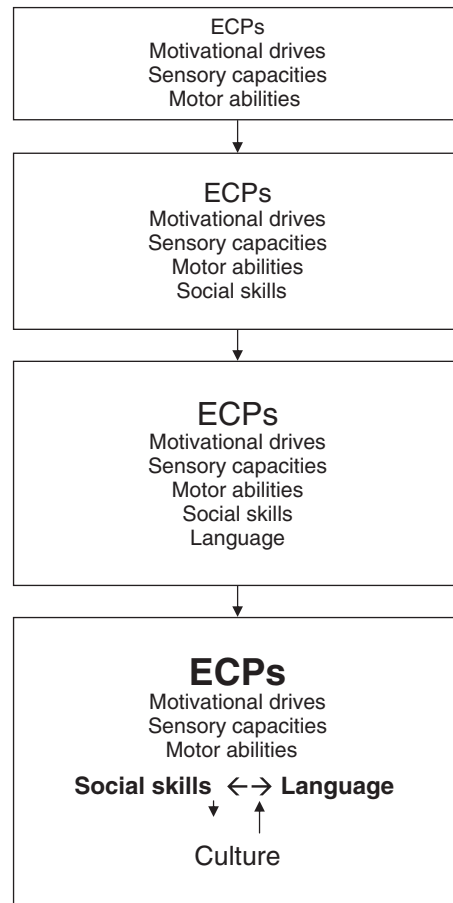 ECPs
Motivational drives
Sensory capacities
Motor abilities
ECPs
Motivational drives
Sensory capacities
Motor abilities
Social skills
ECPs
Motivational drives
Sensory capacities
Motor abilities
Social skills
Language
ECPs
Motivational drives
Sensory capacities
Motor abilities
Social skills ←→ Language
Culture